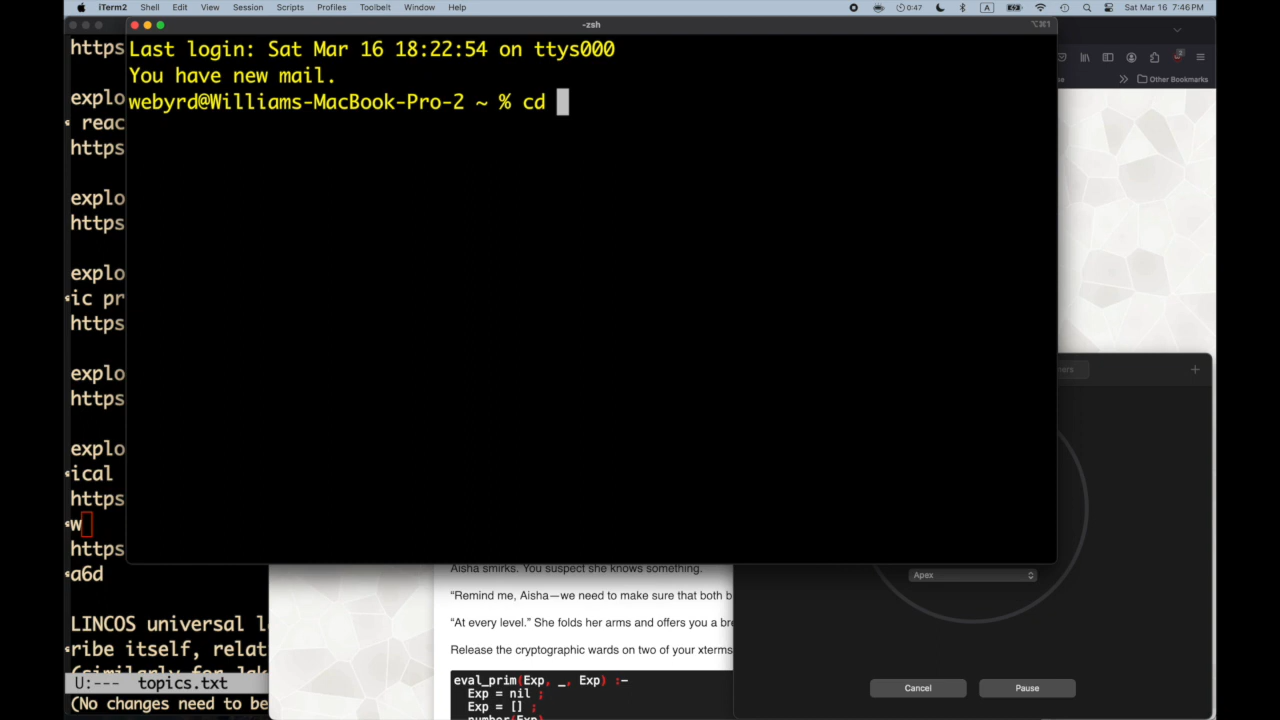 iTerm2 Shell Edit View Session Scripts Profiles Toolbelt Window Help 0:47 A Sat Mar 16 7:46 PM
-zsh
⌥⌘1
Last login: Sat Mar 16 18:22:54 on ttys000
You have new mail.
webyrd@Williams-MacBook-Pro-2 ~ % cd
https
explo
reac
https
explo
https
explo
ic pr
https
explo
https
explo
ical
https
w
https
a6d
LINCOS universal l
ribe itself, relat
U:--- topics.txt
(No changes need to be
Other Bookmarks
Aisha smirks. You suspect she knows something.
“Remind me, Aisha—we need to make sure that both b
“At every level.” She folds her arms and offers you a bre
Release the cryptographic wards on two of your xterms
eval_prim(Exp, _, Exp) :-
Exp = nil ;
Exp = [] ;
number(Exp)
Apex
Cancel
Pause